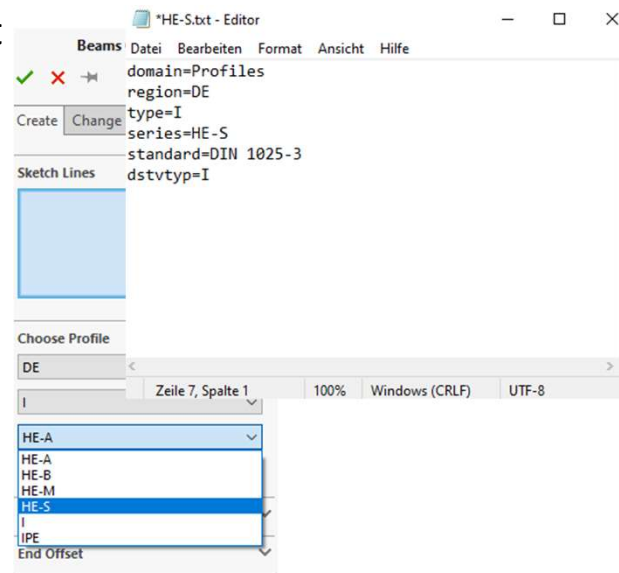 *HE-S.txt - Editor
Datei Bearbeiten Format Ansicht Hilfe
domain=Profiles
region=DE
type=I
series=HE-S
standard=DIN 1025-3
dstvtyp=I
Zeile 7, Spalte 1 100% Windows (CRLF) UTF-8
Beams
Create Change
Sketch Lines
Choose Profile
DE
I
HE-A
HE-A
HE-B
HE-M
HE-S
I
IPE
End Offset